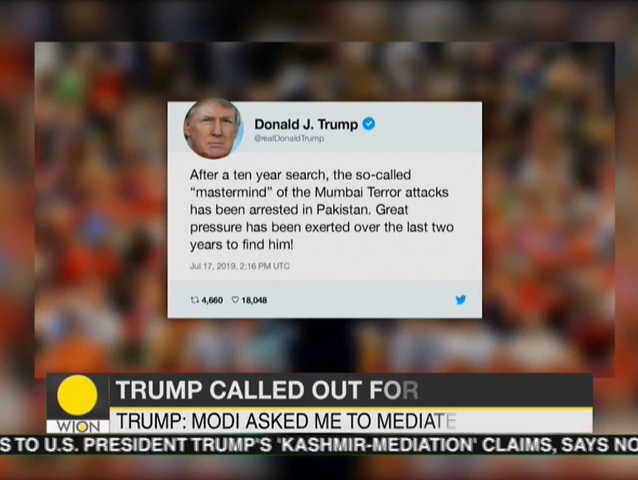 Donald J. Trump
@realDonaldTrump
After a ten year search, the so-called
“mastermind” of the Mumbai Terror attacks
has been arrested in Pakistan. Great
pressure has been exerted over the last two
years to find him!
Jul 17, 2019, 2:16 PM UTC
4,660 18,048
TRUMP CALLED OUT FOR
WION
TRUMP: MODI ASKED ME TO MEDIATE
S TO U.S. PRESIDENT TRUMP'S 'KASHMIR-MEDIATION' CLAIMS, SAYS NO